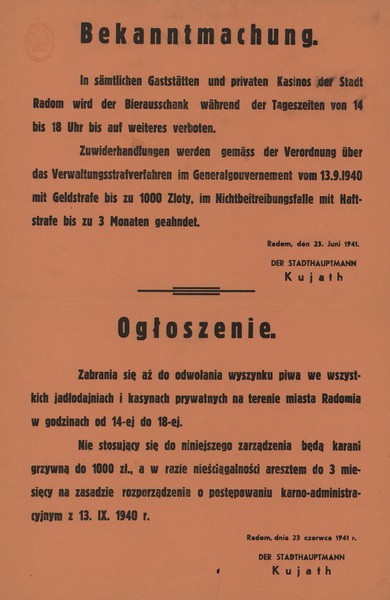 Bekanntmachung.
In sämtlichen Gaststätten und privaten Kasinos der Stadt
Radom wird der Bierausschank während der Tageszeiten von 14
bis 18 Uhr bis auf weiteres verboten.
Zuwiderhandlungen werden gemäss der Verordnung über
das Verwaltungsstrafverfahren im Generalgouvernement vom 13.9.1940
mit Geldstrafe bis zu 1000 Zloty, im Nichtbeitreibungsfalle mit Haft-
strafe bis zu 3 Monaten geahndet.
Radom, den 23. Juni 1941.
DER STADTHAUPTMANN
Kujath
Ogłoszenie.
Zabrania się aż do odwołania wyszynku piwa we wszyst-
kich jadłodajniach i kasynach prywatnych na terenie miasta Radomia
w godzinach od 14-ej do 18-ej.
Nie stosujący się do niniejszego zarządzenia będą karani
grzywną do 1000 zł., a w razie nieściągalności aresztem do 3 mie-
sięcy na zasadzie rozporządzenia o postępowaniu karno-administra-
cyjnym z 13. IX. 1940 r.
Radom, dnia 23 czerwca 1941 r.
DER STADTHAUPTMANN
Kujath